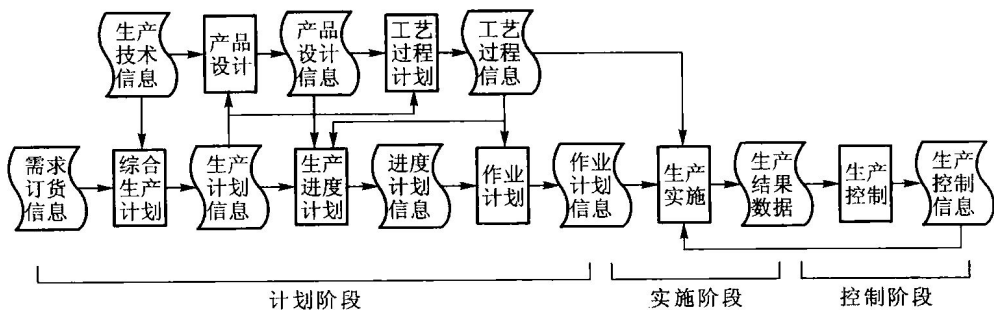 生产
技术
信息
产品
设计
产品
设计
信息
工艺
过程
计划
工艺
过程
信息
需求
订货
信息
综合
生产
计划
生产
计划
信息
生产
进度
计划
进度
计划
信息
作业
计划
作业
计划
信息
生产
实施
生产
结果
数据
生产
控制
生产
控制
信息
计划阶段
实施阶段
控制阶段